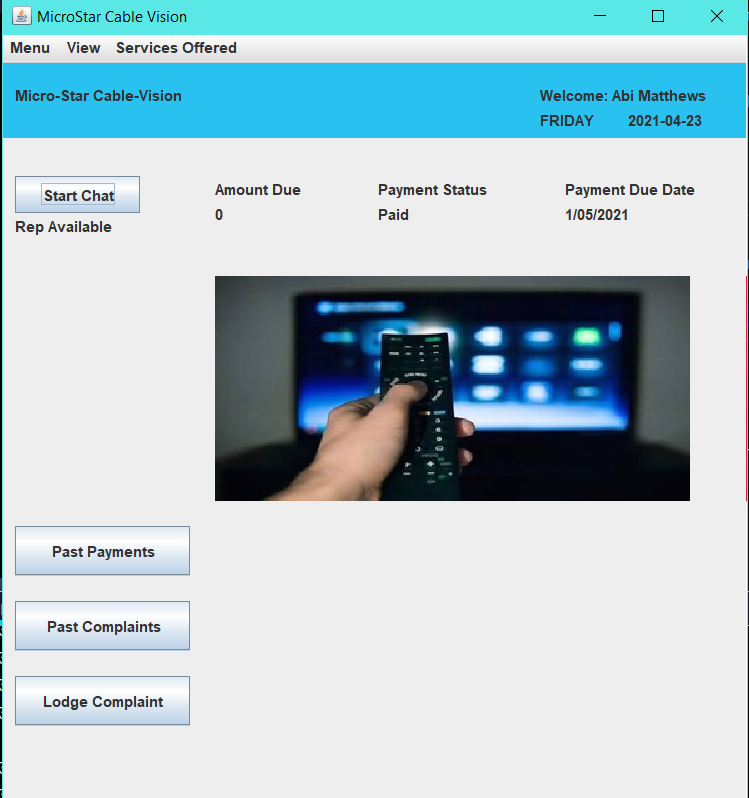 MicroStar Cable Vision
Menu View Services Offered
Micro-Star Cable-Vision
Welcome: Abi Matthews
FRIDAY 2021-04-23
Start Chat
Rep Available
Amount Due Payment Status Payment Due Date
0 Paid 1/05/2021
Past Payments
Past Complaints
Lodge Complaint